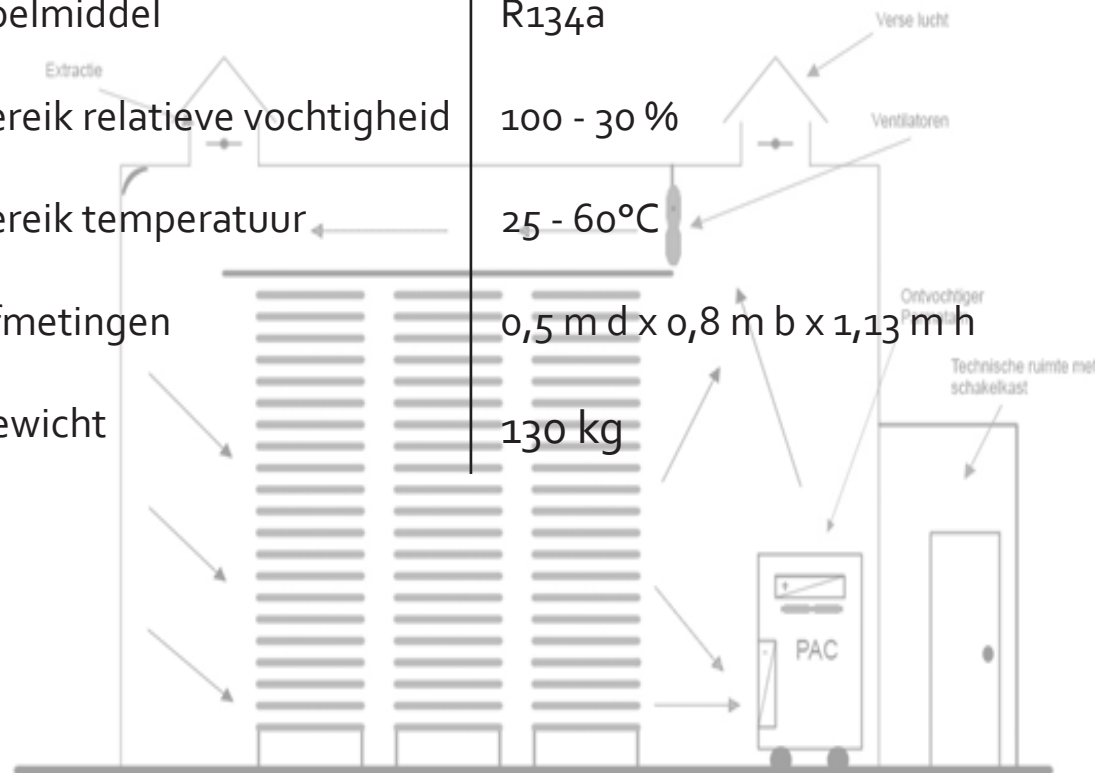 oelmiddel R134a
Verse lucht
Extractie
ereik relatieve vochtigheid 100 - 30 %
Ventilatoren
ereik temperatuur 25 - 60°C
Ontvochtiger
fmetingen 0,5 m d x 0,8 m b x 1,13 m h
Technische ruimte met
schakelkast
ewicht 130 kg
PAC